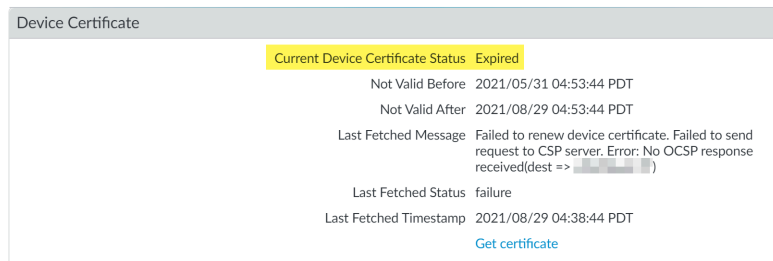 Device Certificate
Current Device Certificate Status Expired
Not Valid Before 2021/05/31 04:53:44 PDT
Not Valid After 2021/08/29 04:53:44 PDT
Last Fetched Message Failed to renew device certificate. Failed to send
request to CSP server. Error: No OCSP response
received(dest => )
Last Fetched Status failure
Last Fetched Timestamp 2021/08/29 04:38:44 PDT
Get certificate